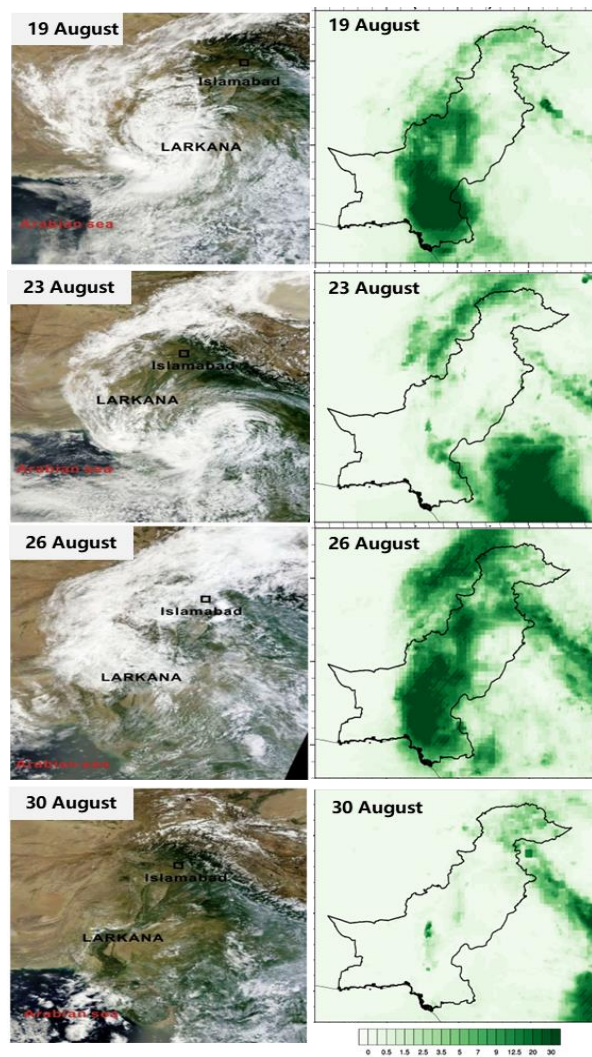 19 August
Islamabad
LARKANA
Arabian sea
19 August
23 August
Islamabad
LARKANA
Arabian sea
23 August
26 August
Islamabad
LARKANA
Arabian sea
26 August
30 August
Islamabad
LARKANA
Arabian sea
30 August
0 0.5 1.5 2.5 3.5 5 7 9 12.5 20 30